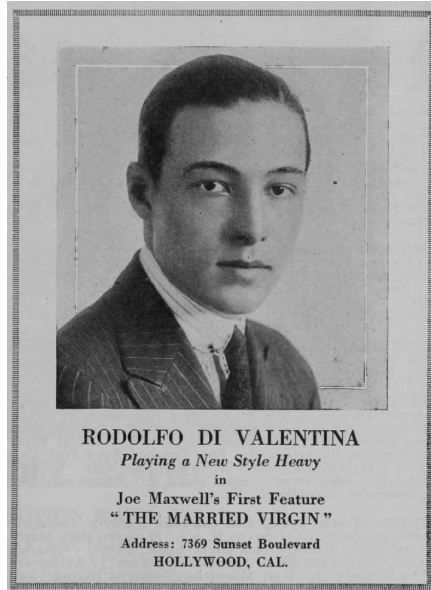 RODOLFO DI VALENTINA
Playing a New Style Heavy
in
Joe Maxwell's First Feature
“ THE MARRIED VIRGIN ”
Address: 7369 Sunset Boulevard
HOLLYWOOD, CAL.